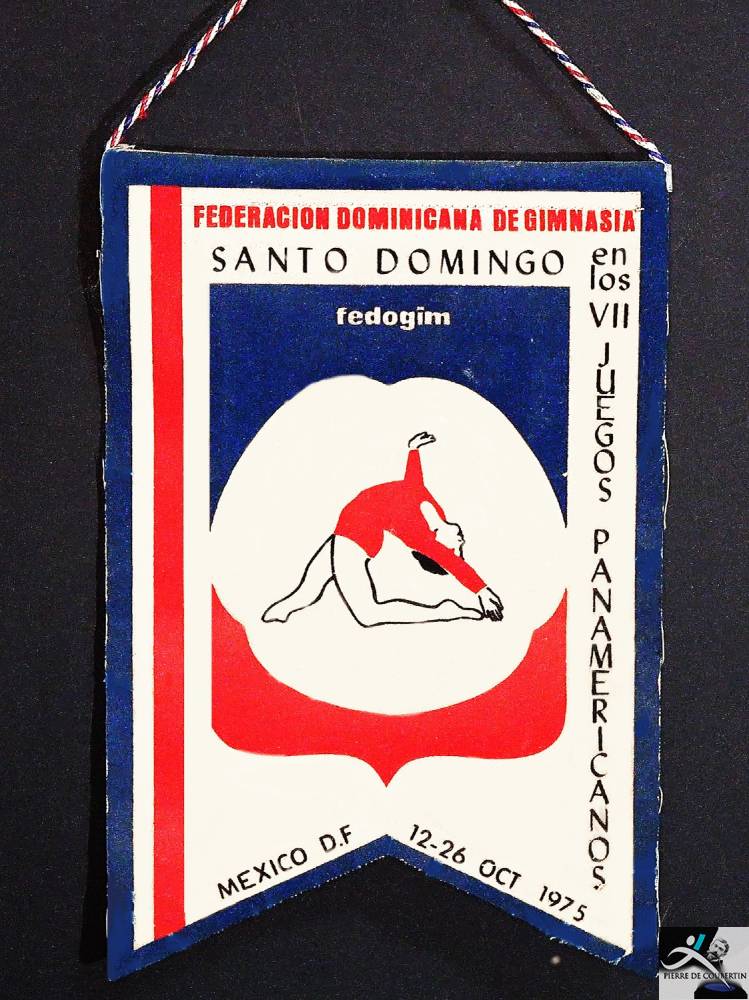 FEDERACION DOMINICANA DE GIMNASIA
SANTO DOMINGO
en
los
VII
JUEGOS PANAMERICANOS
fedogim
MEXICO D.F
12-26 OCT 1975
PIERRE DE COUBERTIN